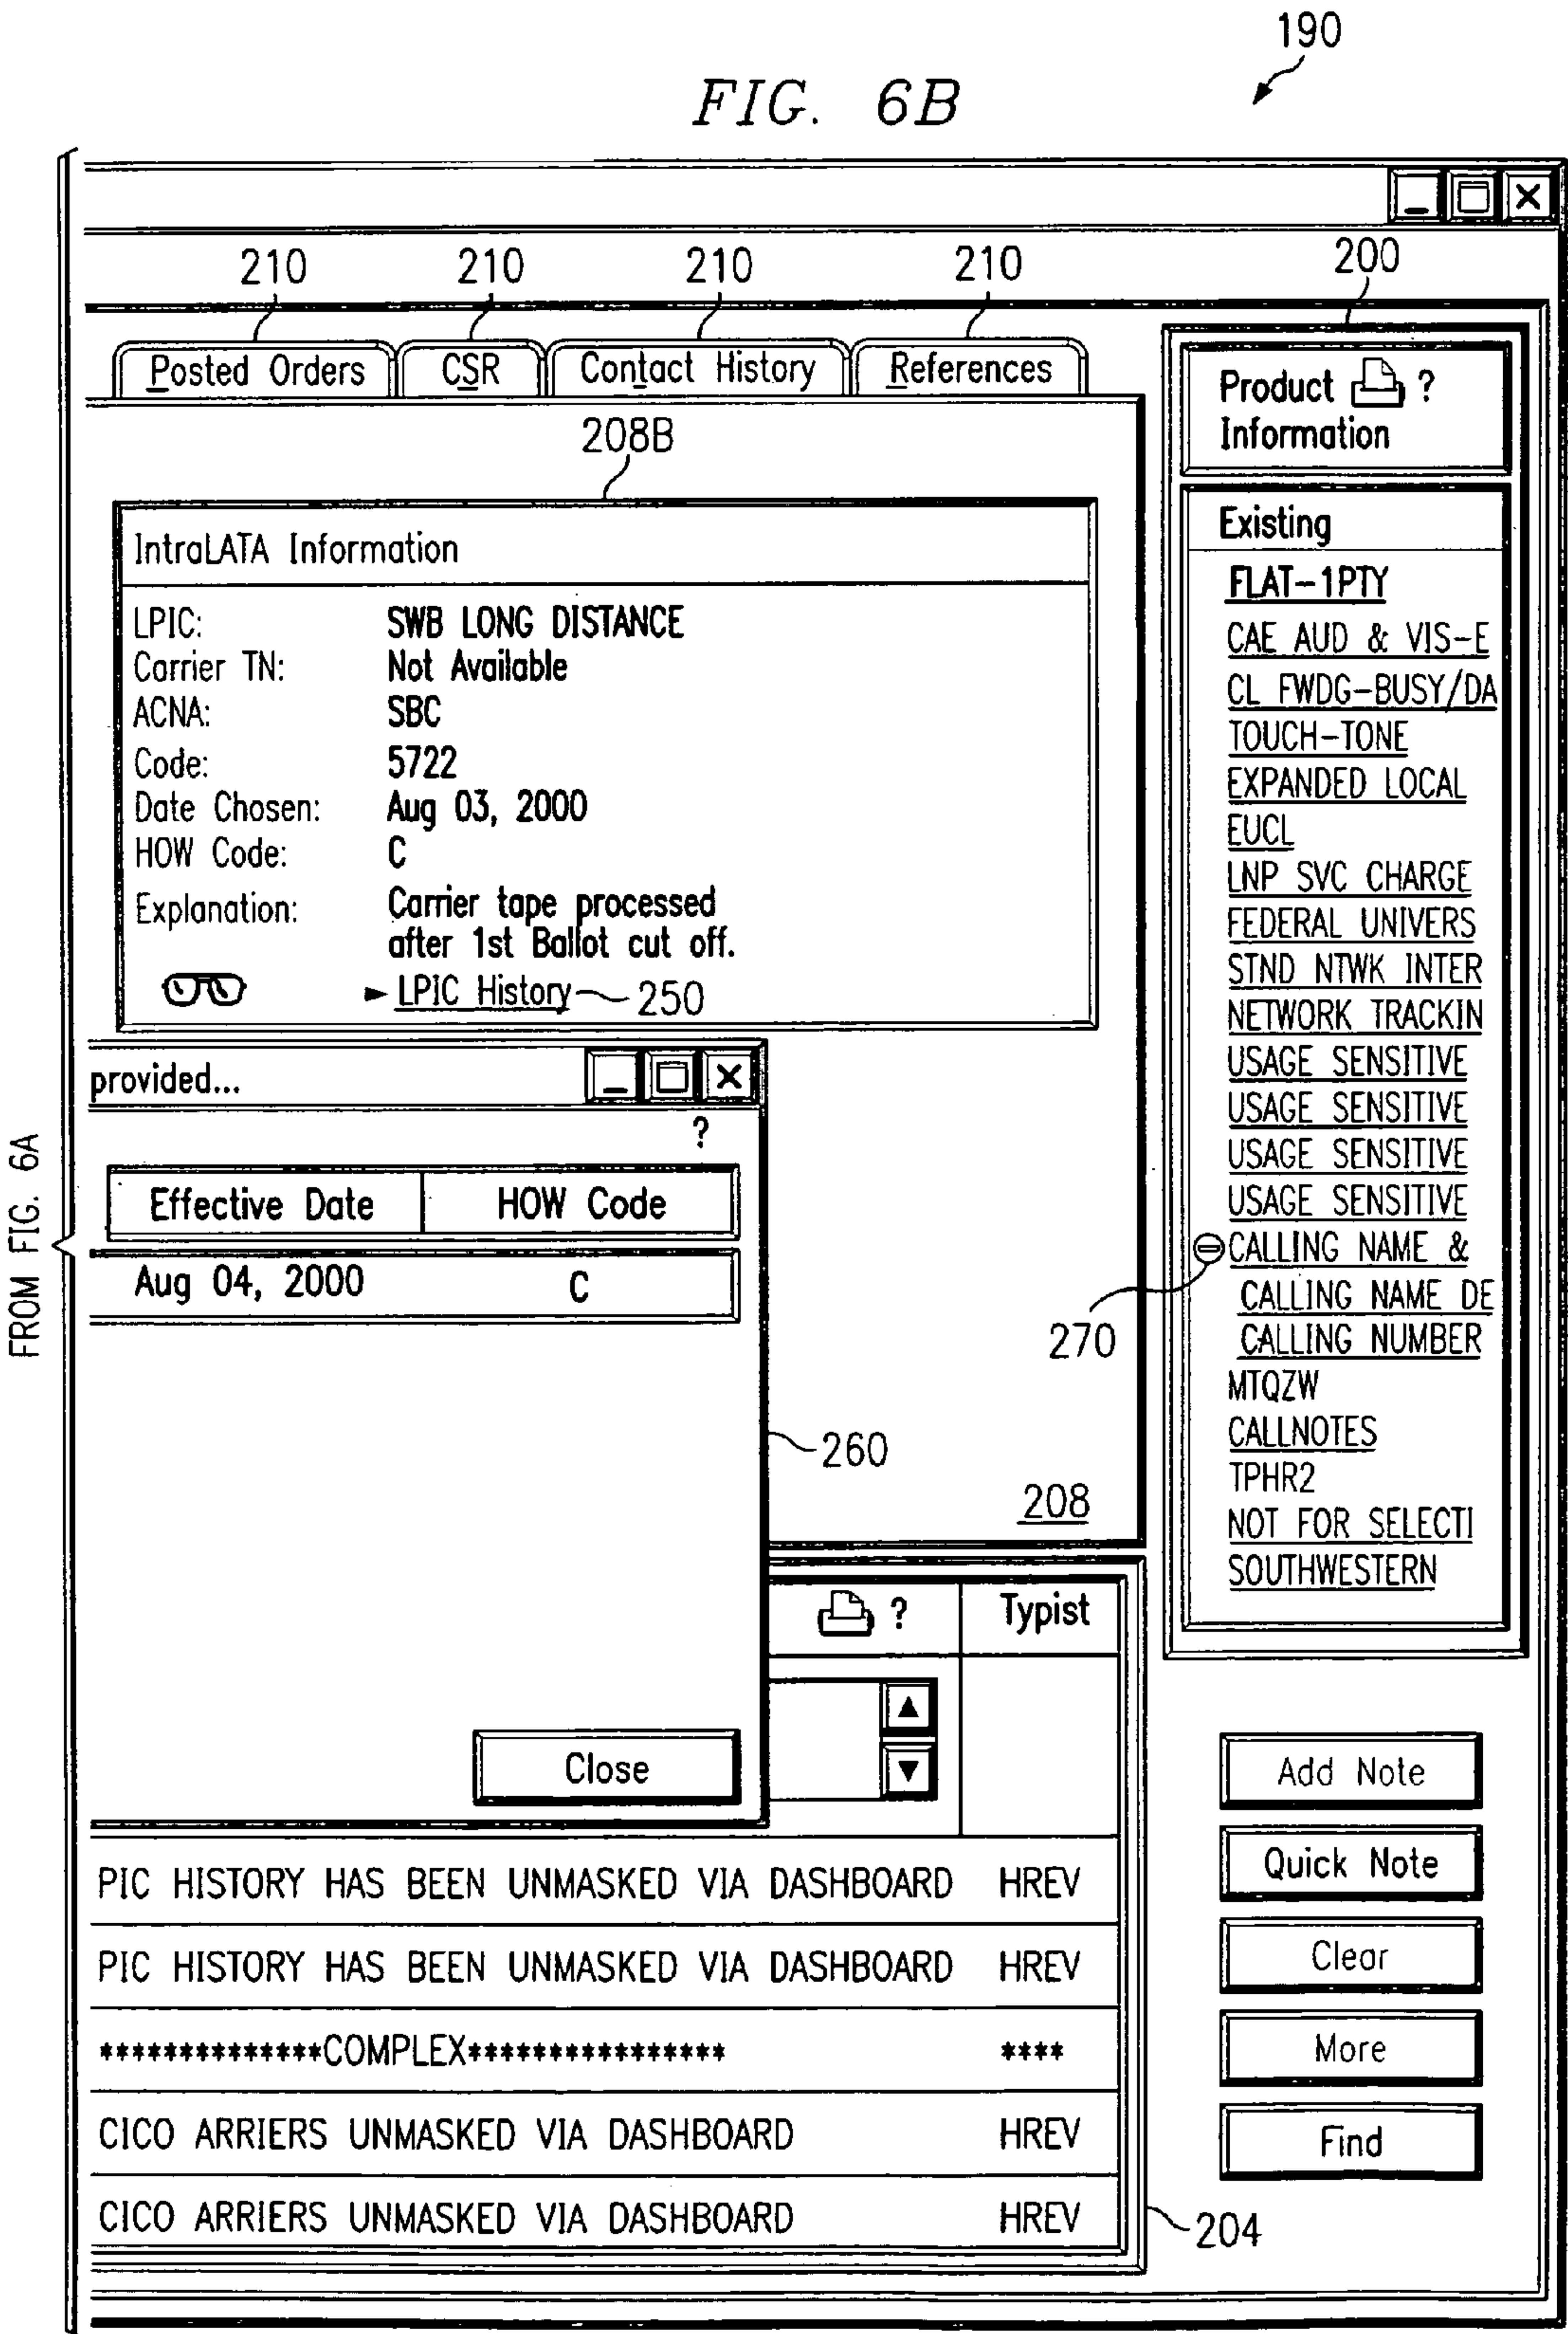 190
FIG. 6B
210 210 210 210 200
Posted Orders CSR Contact History References
208B
IntraLATA Information
LPIC: SWB LONG DISTANCE
Carrier TN: Not Available
ACNA: SBC
Code: 5722
Date Chosen: Aug 03, 2000
HOW Code: C
Explanation: Carrier tape processed
after 1st Ballot cut off.
LPIC History 250
provided...
?
Effective Date HOW Code
Aug 04, 2000 C
Close
260
208
FROM FIG. 6A
Product ?
Information
Existing
FLAT-1PTY
CAE AUD & VIS-E
CL FWDG-BUSY/DA
TOUCH-TONE
EXPANDED LOCAL
EUCL
LNP SVC CHARGE
FEDERAL UNIVERS
STND NTWK INTER
NETWORK TRACKIN
USAGE SENSITIVE
USAGE SENSITIVE
USAGE SENSITIVE
USAGE SENSITIVE
CALLING NAME &
CALLING NAME DE
CALLING NUMBER
270
MTQZW
CALLNOTES
TPHR2
NOT FOR SELECTI
SOUTHWESTERN
? Typist
PIC HISTORY HAS BEEN UNMASKED VIA DASHBOARD HREV
PIC HISTORY HAS BEEN UNMASKED VIA DASHBOARD HREV
**************COMPLEX**************** ****
CICO ARRIERS UNMASKED VIA DASHBOARD HREV
CICO ARRIERS UNMASKED VIA DASHBOARD HREV
204
Add Note
Quick Note
Clear
More
Find